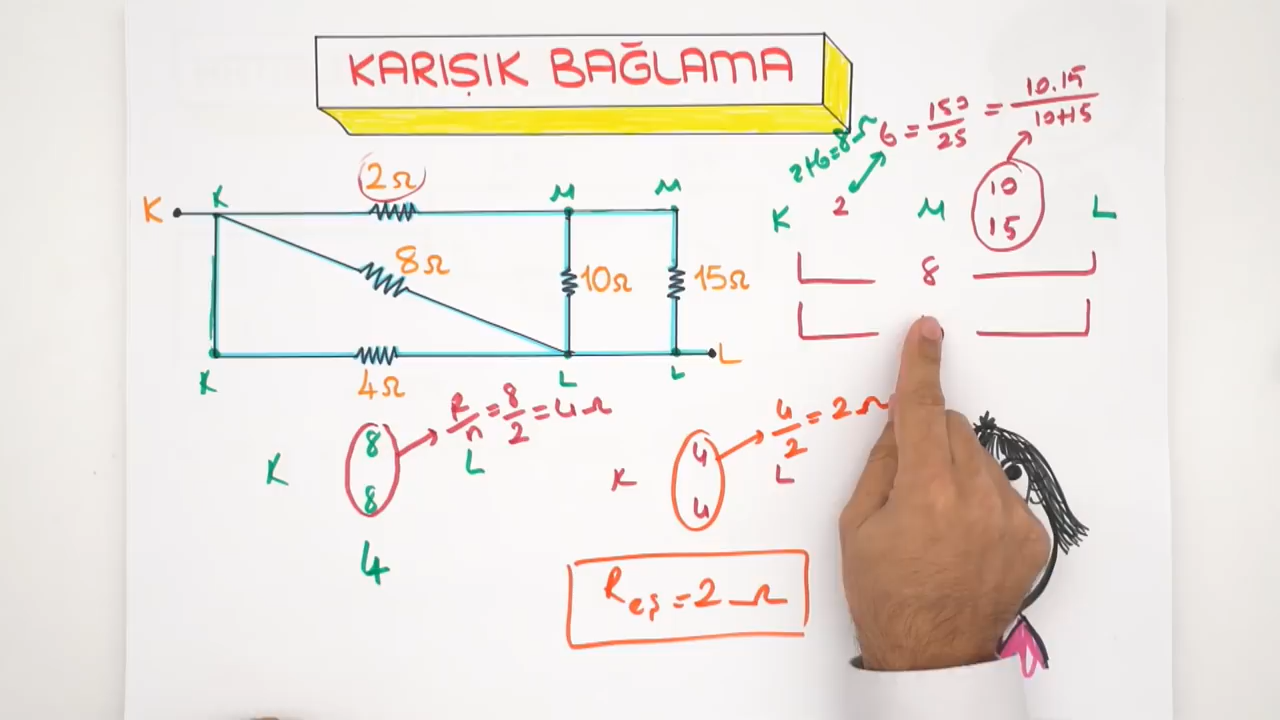 KARIŞIK BAĞLAMA
2+6=8Ω 6 = 150/25 = 10.15/10+15
K K 2Ω M M
K 2 M 10 15 L
8Ω 10Ω 15Ω
8
K 4Ω L L L
K 8 8 R/n = 8/2 = 4Ω L
K 4 4 4/2 = 2Ω L
4
Reş = 2Ω